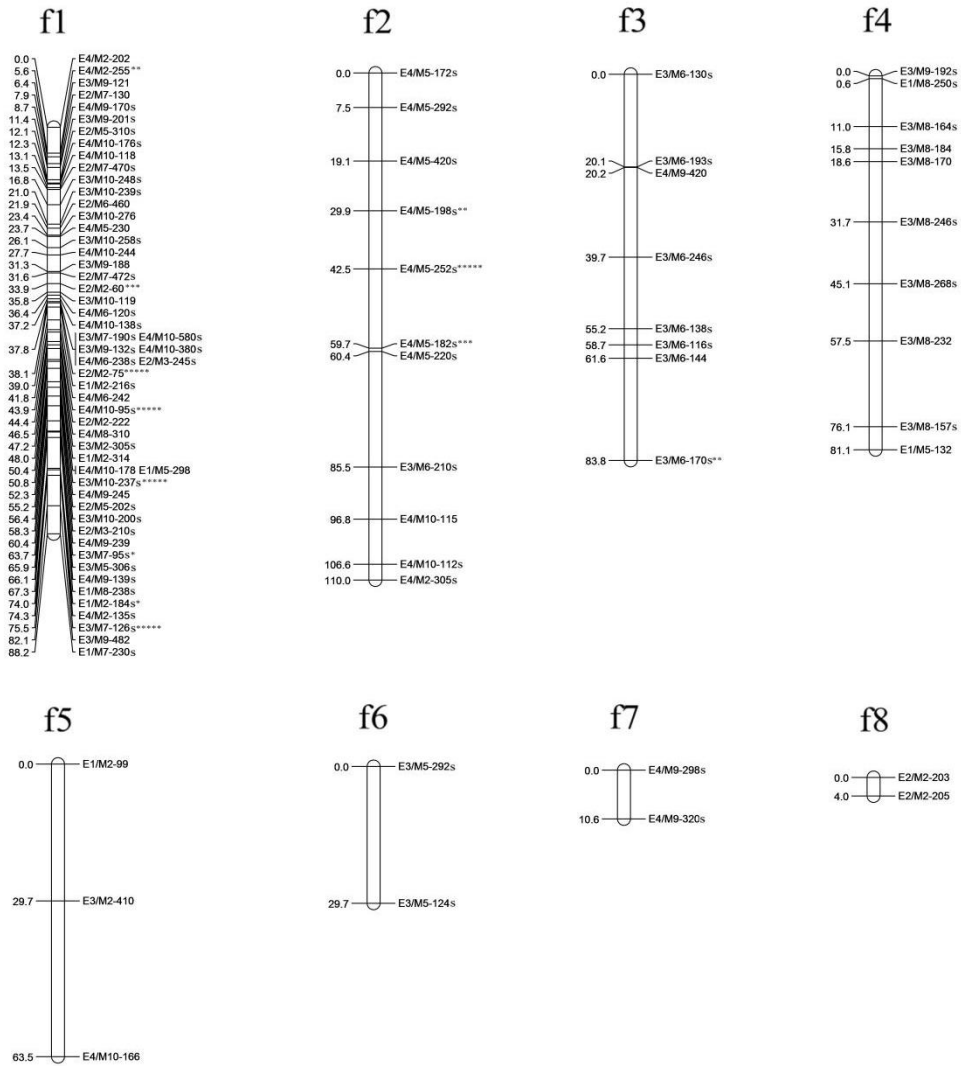 f1
0.0 E4/M2-202
5.6 E4/M2-255**
6.4 E3/M9-121
7.9 E2/M7-130
8.7 E4/M9-170s
11.4 E3/M9-201s
12.1 E2/M5-310s
12.3 E4/M10-176s
13.1 E4/M10-118
13.5 E2/M7-470s
16.8 E3/M10-248s
21.0 E3/M10-239s
21.9 E2/M6-460
23.4 E3/M10-276
23.7 E4/M5-230
26.1 E3/M10-258s
27.7 E4/M10-244
31.3 E3/M9-188
31.6 E2/M7-472s
33.9 E2/M2-60***
35.8 E3/M10-119
36.4 E4/M6-120s
37.2 E4/M10-138s
E3/M7-190s E4/M10-580s
37.8 E3/M9-132s E4/M10-380s
E4/M6-238s E2/M3-245s
38.1 E2/M2-75*****
39.0 E1/M2-216s
41.8 E4/M6-242
43.9 E4/M10-95s*****
44.4 E2/M2-222
46.5 E4/M8-310
47.2 E3/M2-305s
48.0 E1/M2-314
50.4 E4/M10-178 E1/M5-298
50.8 E3/M10-237s*****
52.3 E4/M9-245
55.2 E2/M5-202s
56.4 E3/M10-200s
58.3 E2/M3-210s
60.4 E4/M9-239
63.7 E3/M7-95s*
65.9 E3/M5-306s
66.1 E4/M9-139s
67.3 E1/M8-238s
74.0 E1/M2-184s*
74.3 E4/M2-135s
75.5 E3/M7-126s*****
82.1 E3/M9-482
88.2 E1/M7-230s
f2
0.0 E4/M5-172s
7.5 E4/M5-292s
19.1 E4/M5-420s
29.9 E4/M5-198s**
42.5 E4/M5-252s*****
59.7 E4/M5-182s***
60.4 E4/M5-220s
85.5 E3/M6-210s
96.8 E4/M10-115
106.6 E4/M10-112s
110.0 E4/M2-305s
f3
0.0 E3/M6-130s
20.1 E3/M6-193s
20.2 E4/M9-420
39.7 E3/M6-246s
55.2 E3/M6-138s
58.7 E3/M6-116s
61.6 E3/M6-144
83.8 E3/M6-170s**
f4
0.0 E3/M9-192s
0.6 E1/M8-250s
11.0 E3/M8-164s
15.8 E3/M8-184
18.6 E3/M8-170
31.7 E3/M8-246s
45.1 E3/M8-268s
57.5 E3/M8-232
76.1 E3/M8-157s
81.1 E1/M5-132
f5
0.0 E1/M2-99
29.7 E3/M2-410
63.5 E4/M10-166
f6
0.0 E3/M5-292s
29.7 E3/M5-124s
f7
0.0 E4/M9-298s
10.6 E4/M9-320s
f8
0.0 E2/M2-203
4.0 E2/M2-205